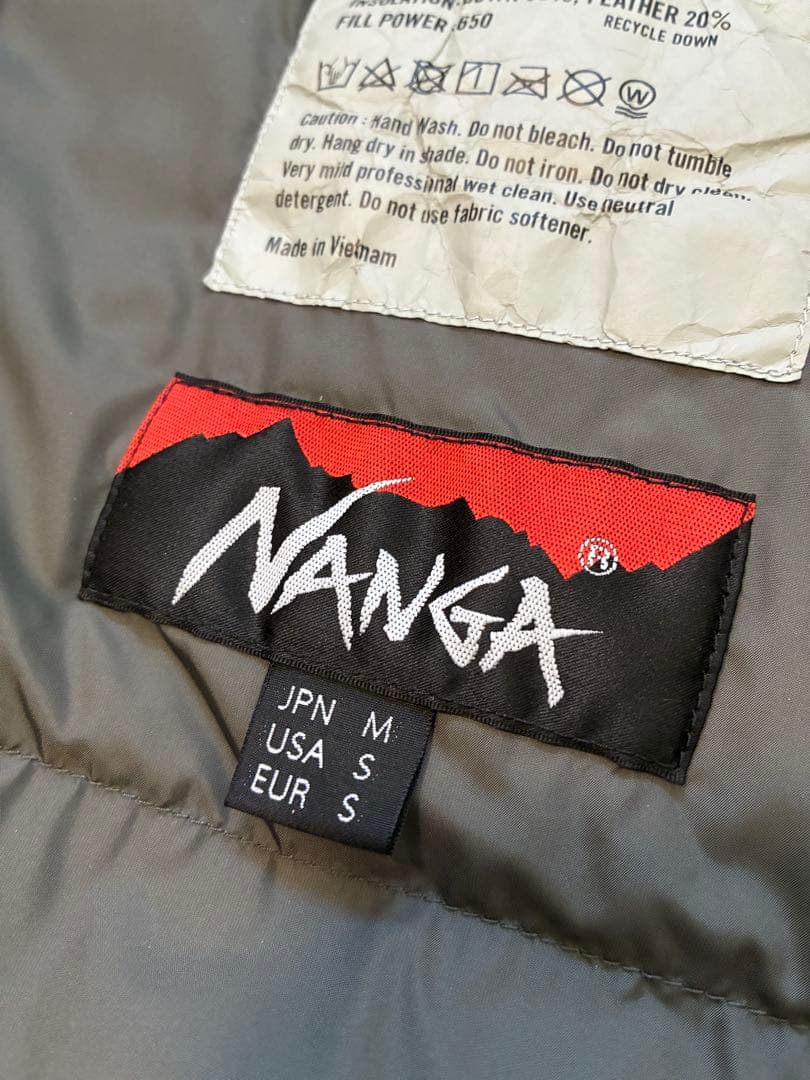 FEATHER 20%
FILL POWER.650
RECYCLE DOWN
Caution : Hand Wash. Do not bleach. Do not tumble
dry. Hang dry in shade. Do not iron. Do not dry clean.
Very mild professional wet clean. Use neutral
detergent. Do not use fabric softener.
Made in Vietnam
NANGA®
JPN M
USA S
EUR S